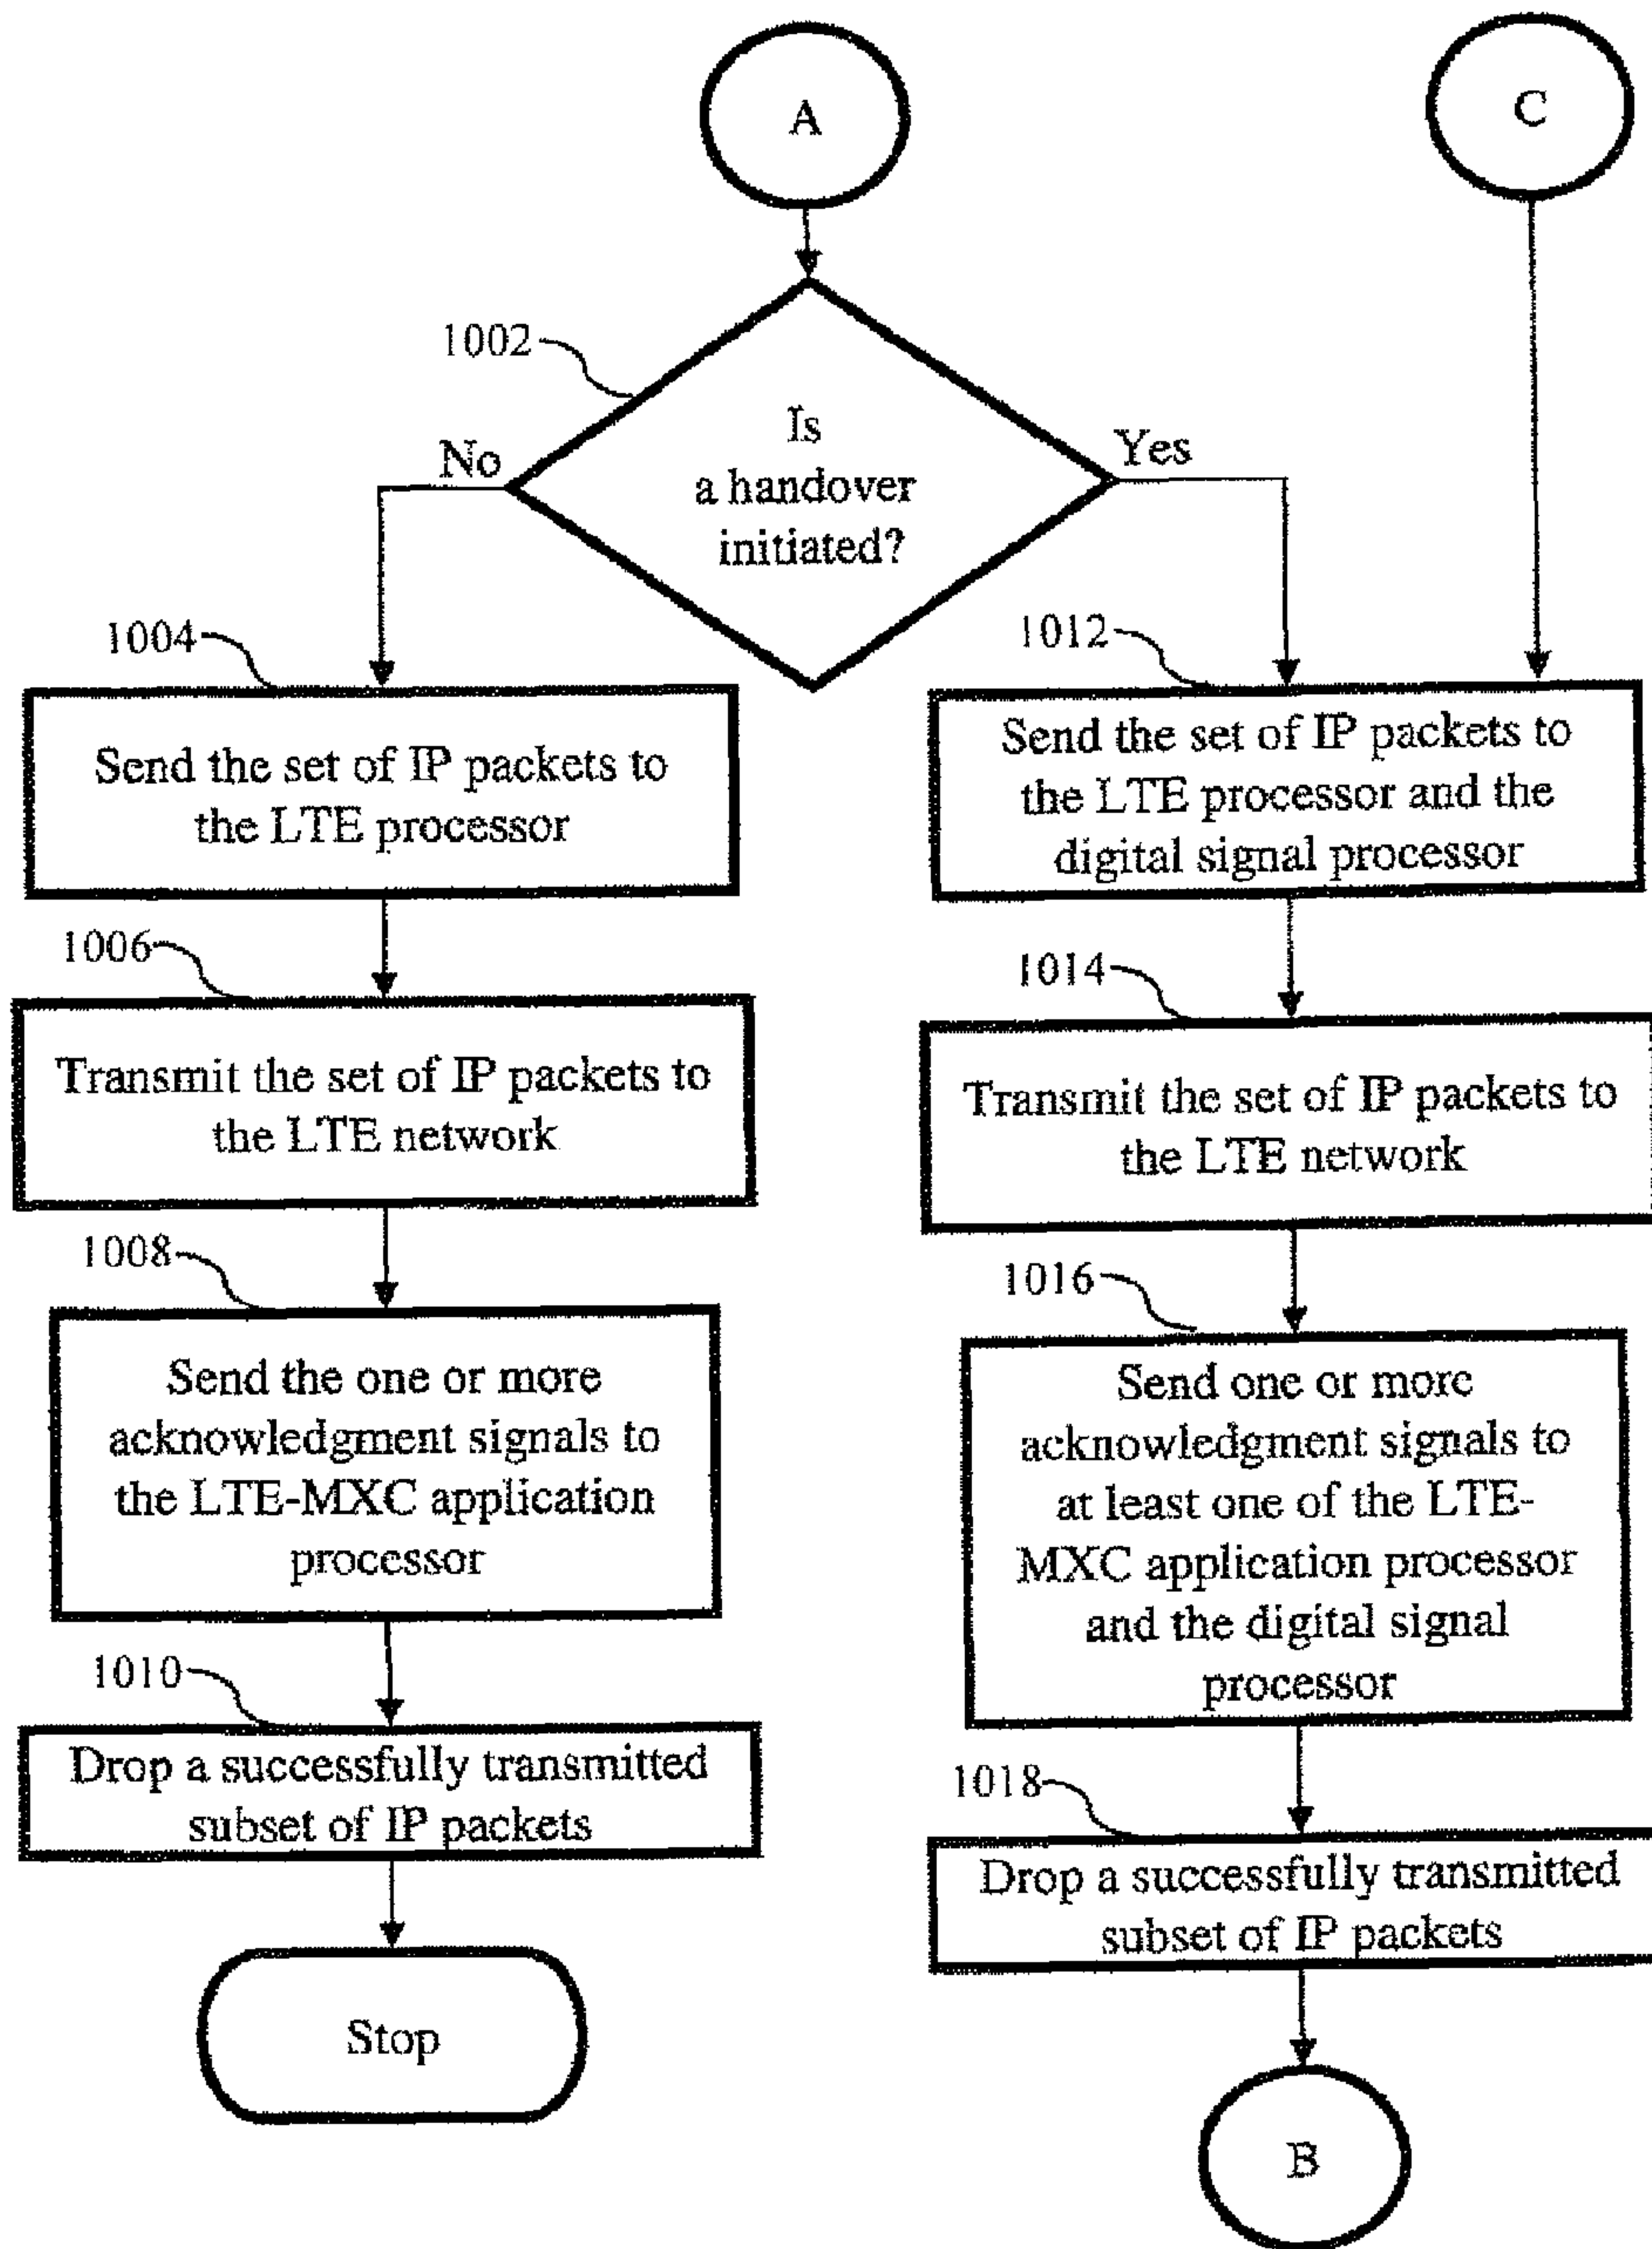 A
C
1002
Is
a handover
initiated?
No
Yes
1004
Send the set of IP packets to
the LTE processor
1006
Transmit the set of IP packets to
the LTE network
1008
Send the one or more
acknowledgment signals to
the LTE-MXC application
processor
1010
Drop a successfully transmitted
subset of IP packets
Stop
1012
Send the set of IP packets to
the LTE processor and the
digital signal processor
1014
Transmit the set of IP packets to
the LTE network
1016
Send one or more
acknowledgment signals to
at least one of the LTE-
MXC application processor
and the digital signal
processor
1018
Drop a successfully transmitted
subset of IP packets
B